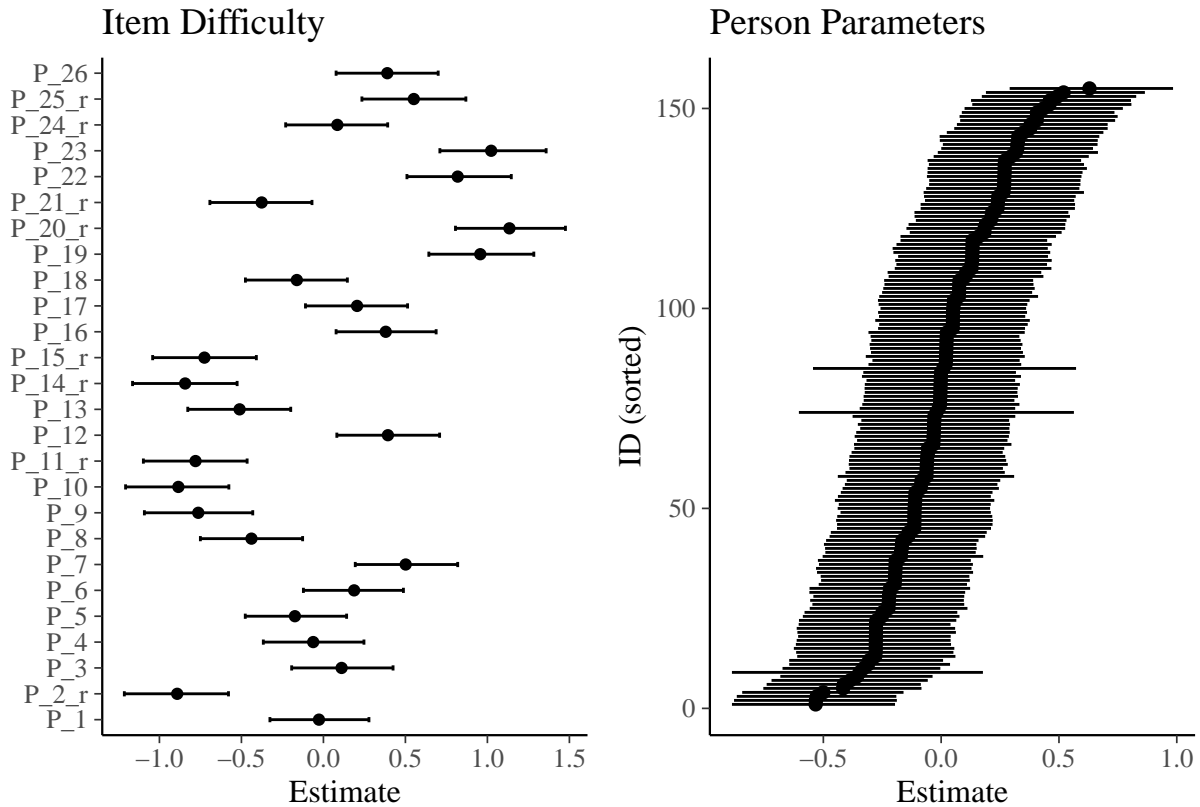 Item Difficulty
P_26
P_25_r
P_24_r
P_23
P_22
P_21_r
P_20_r
P_19
P_18
P_17
P_16
P_15_r
P_14_r
P_13
P_12
P_11_r
P_10
P_9
P_8
P_7
P_6
P_5
P_4
P_3
P_2_r
P_1
−1.0 −0.5 0.0 0.5 1.0 1.5
Estimate
Person Parameters
ID (sorted)
150
100
50
0
−0.5 0.0 0.5 1.0
Estimate